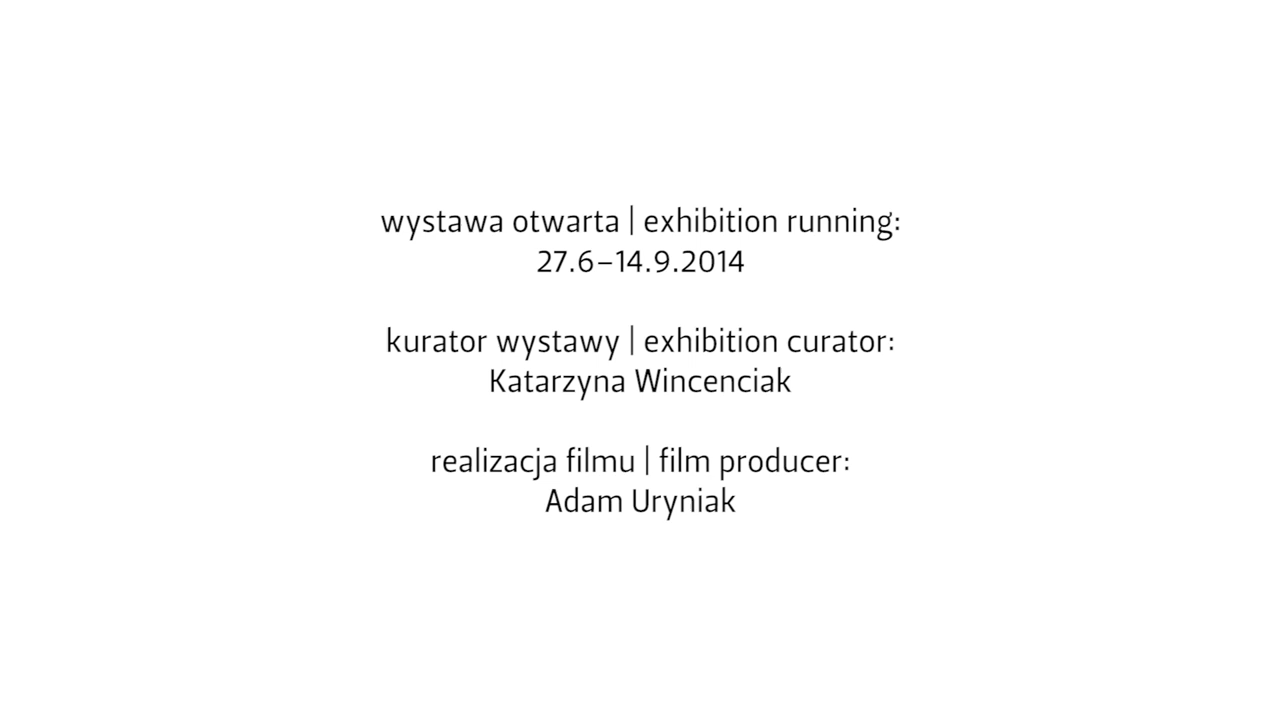 wystawa otwarta | exhibition running:
27.6–14.9.2014
kurator wystawy | exhibition curator:
Katarzyna Wincenciak
realizacja filmu | film producer:
Adam Uryniak